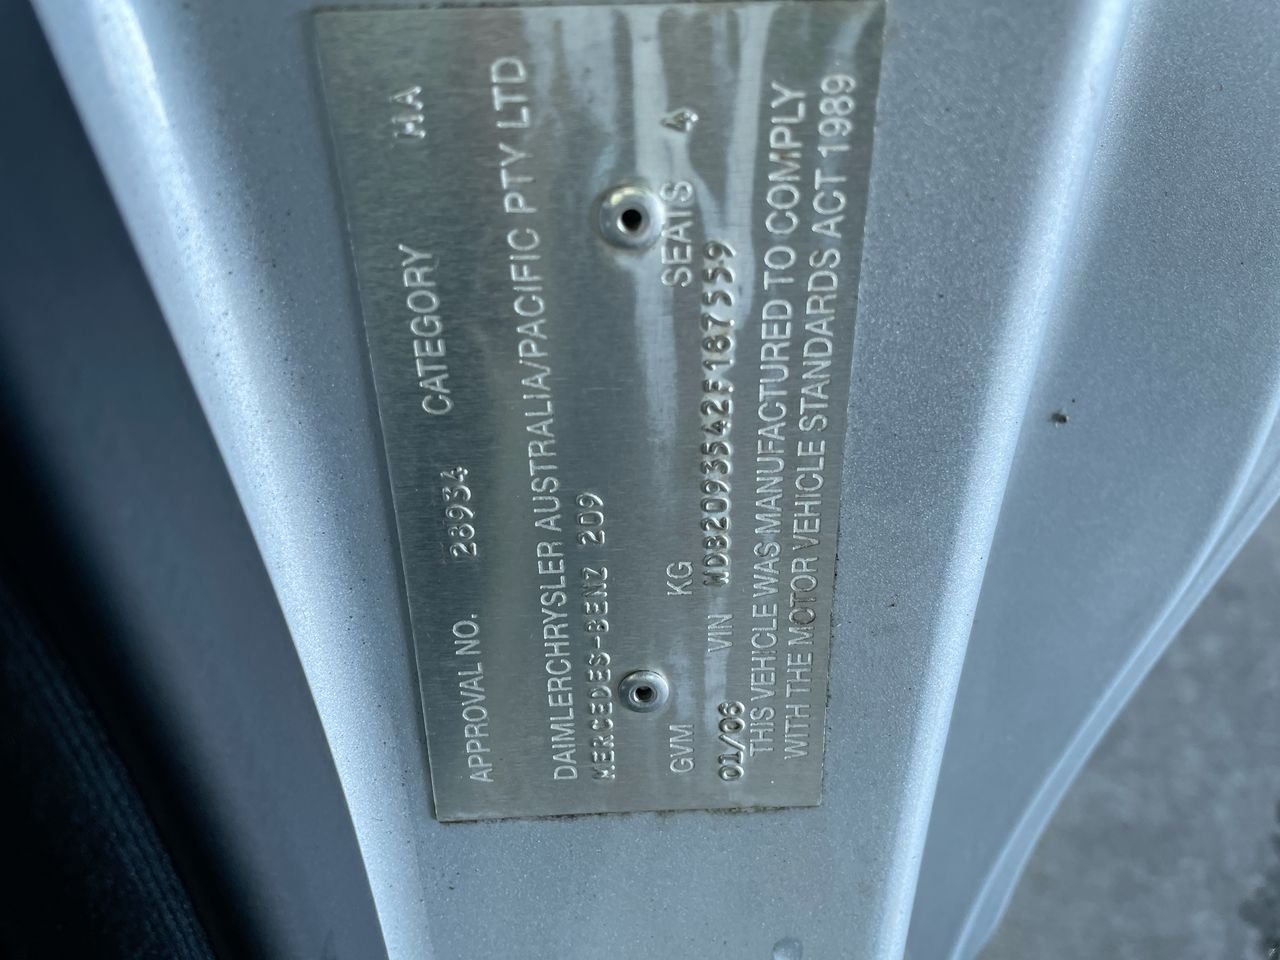 APPROVAL NO. 28934 CATEGORY MA
DAIMLERCHRYSLER AUSTRALIA/PACIFIC PTY LTD
MERCEDES-BENZ 209
GVM KG SEATS 4
01/06 VIN WDB2093542F187559
THIS VEHICLE WAS MANUFACTURED TO COMPLY
WITH THE MOTOR VEHICLE STANDARDS ACT 1989